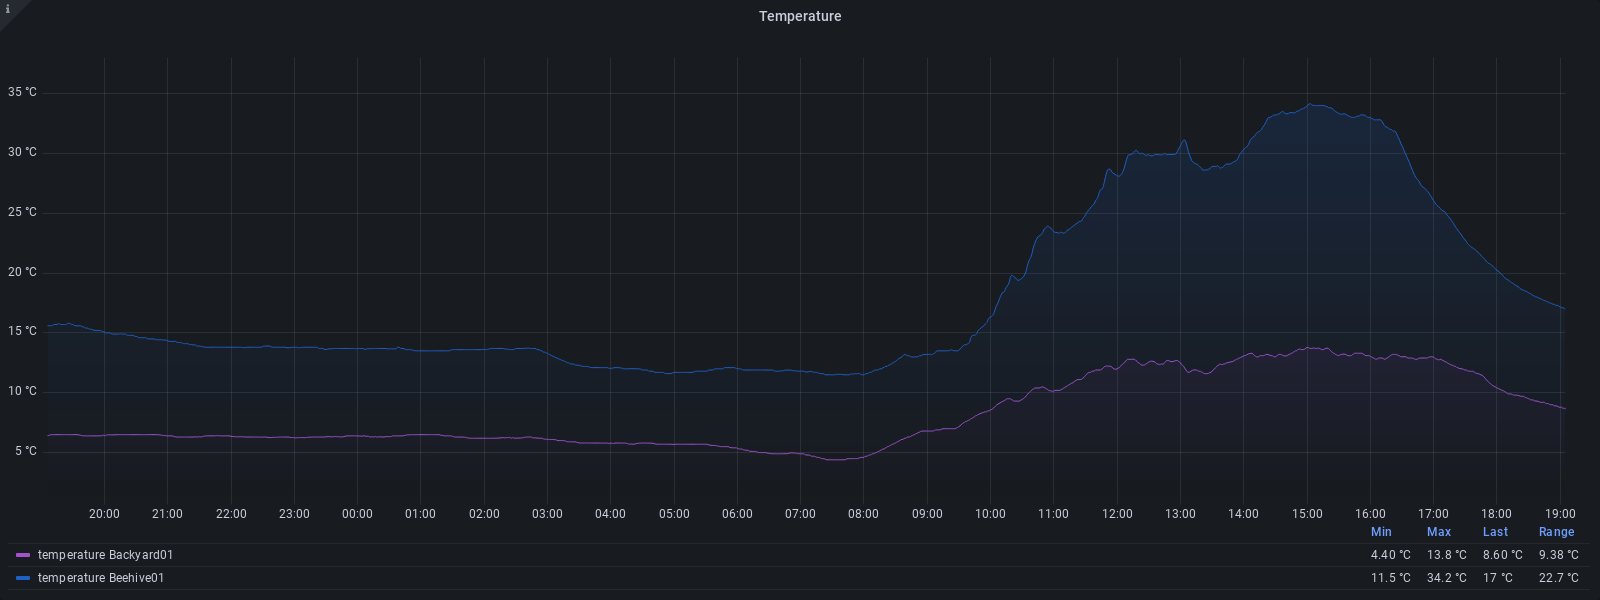 i
Temperature
35 °C
30 °C
25 °C
20 °C
15 °C
10 °C
5 °C
20:00 21:00 22:00 23:00 00:00 01:00 02:00 03:00 04:00 05:00 06:00 07:00 08:00 09:00 10:00 11:00 12:00 13:00 14:00 15:00 16:00 17:00 18:00 19:00
Min Max Last Range
temperature Backyard01 4.40 °C 13.8 °C 8.60 °C 9.38 °C
temperature Beehive01 11.5 °C 34.2 °C 17 °C 22.7 °C